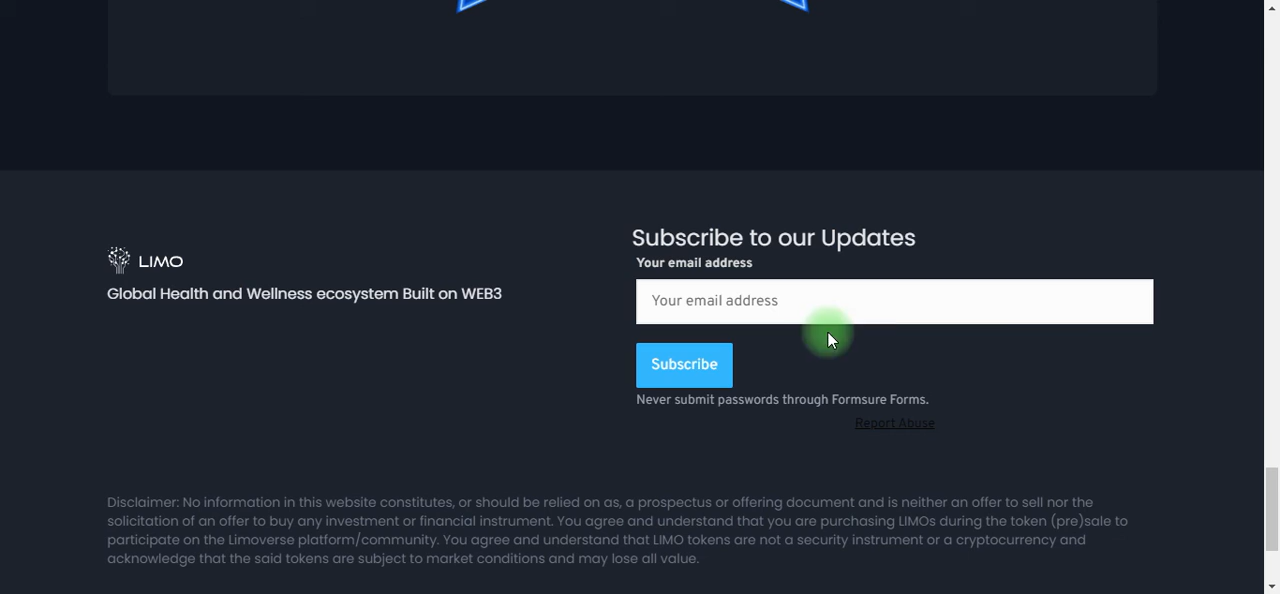 LIMO
Global Health and Wellness ecosystem Built on WEB3
Subscribe to our Updates
Your email address
Your email address
Subscribe
Never submit passwords through Formsure Forms.
Report Abuse
Disclaimer: No information in this website constitutes, or should be relied on as, a prospectus or offering document and is neither an offer to sell nor the
solicitation of an offer to buy any investment or financial instrument. You agree and understand that you are purchasing LIMOs during the token (pre)sale to
participate on the Limoverse platform/community. You agree and understand that LIMO tokens are not a security instrument or a cryptocurrency and
acknowledge that the said tokens are subject to market conditions and may lose all value.